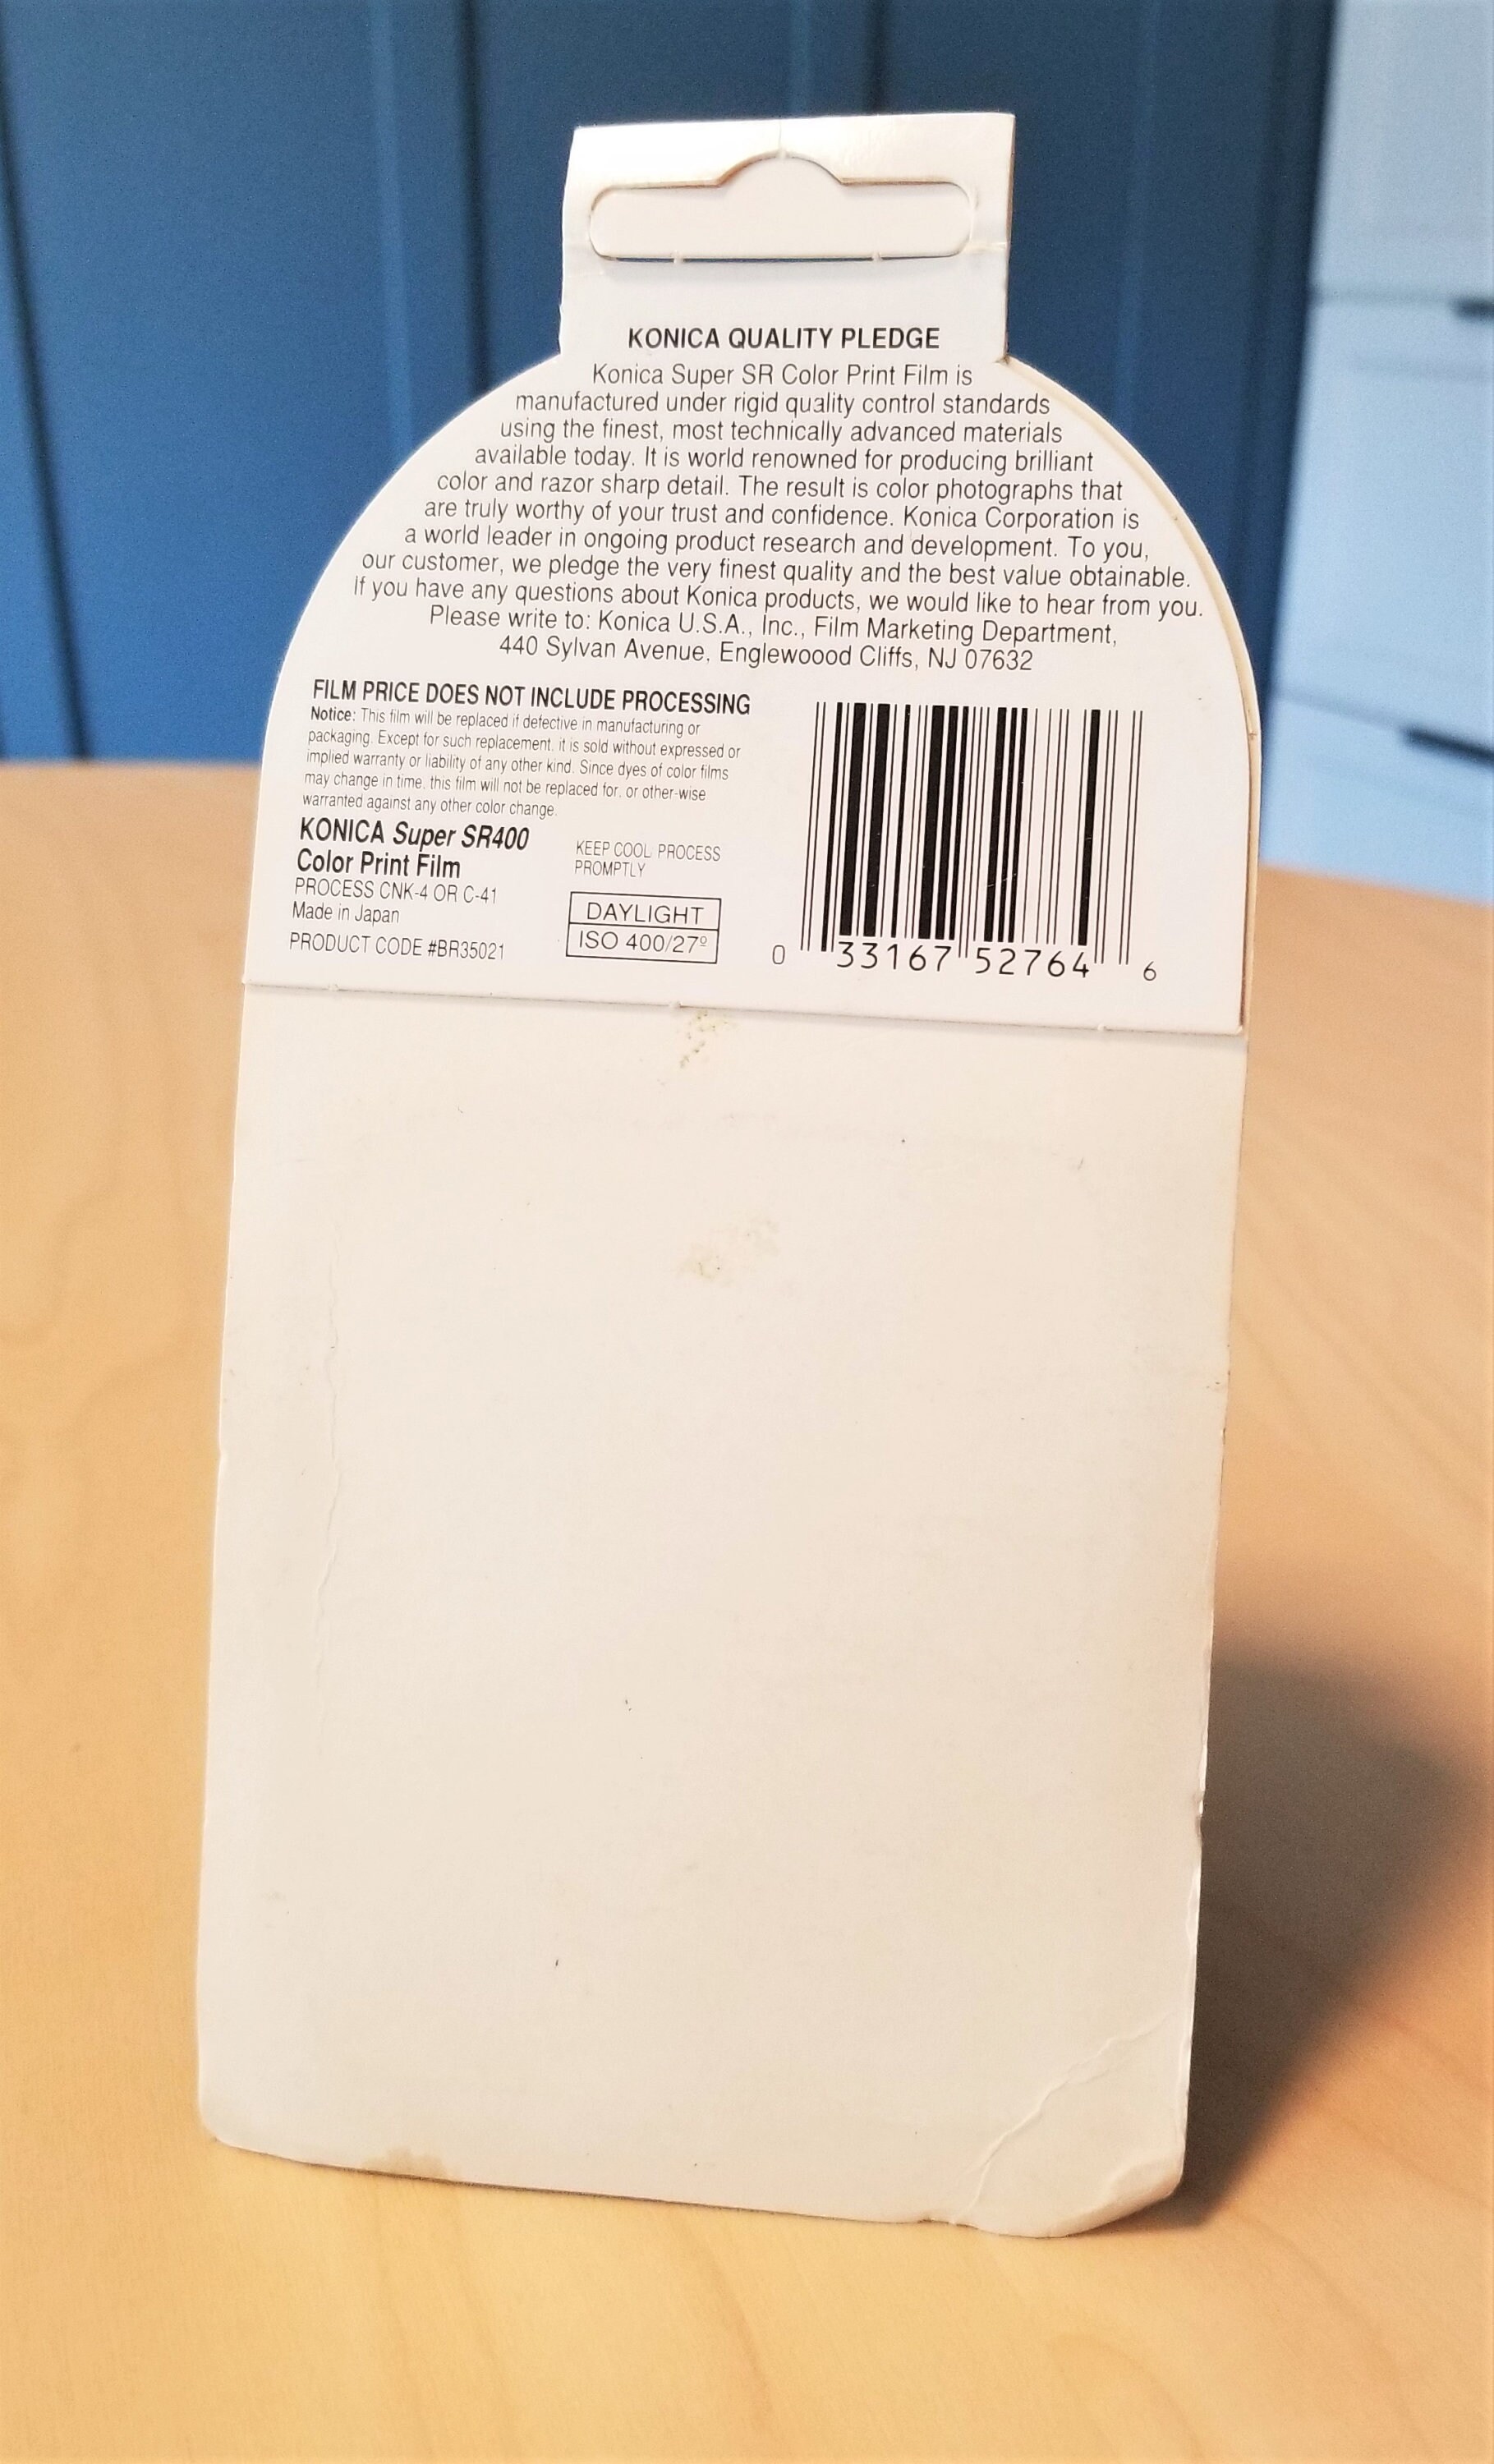 KONICA QUALITY PLEDGE
Konica Super SR Color Print Film is
manufactured under rigid quality control standards
using the finest, most technically advanced materials
available today. It is world renowned for producing brilliant
color and razor sharp detail. The result is color photographs that
are truly worthy of your trust and confidence. Konica Corporation is
a world leader in ongoing product research and development. To you,
our customer, we pledge the very finest quality and the best value obtainable.
If you have any questions about Konica products, we would like to hear from you.
Please write to: Konica U.S.A., Inc., Film Marketing Department,
440 Sylvan Avenue, Englewoood Cliffs, NJ 07632
FILM PRICE DOES NOT INCLUDE PROCESSING
Notice: This film will be replaced if defective in manufacturing or
packaging. Except for such replacement, it is sold without expressed or
implied warranty or liability of any other kind. Since dyes of color films
may change in time, this film will not be replaced for, or other-wise
warranted against any other color change.
KONICA Super SR400
Color Print Film
PROCESS CNK-4 OR C-41
Made in Japan
PRODUCT CODE #BR35021
KEEP COOL PROCESS
PROMPTLY
DAYLIGHT
ISO 400/27º
0 33167 52764 6